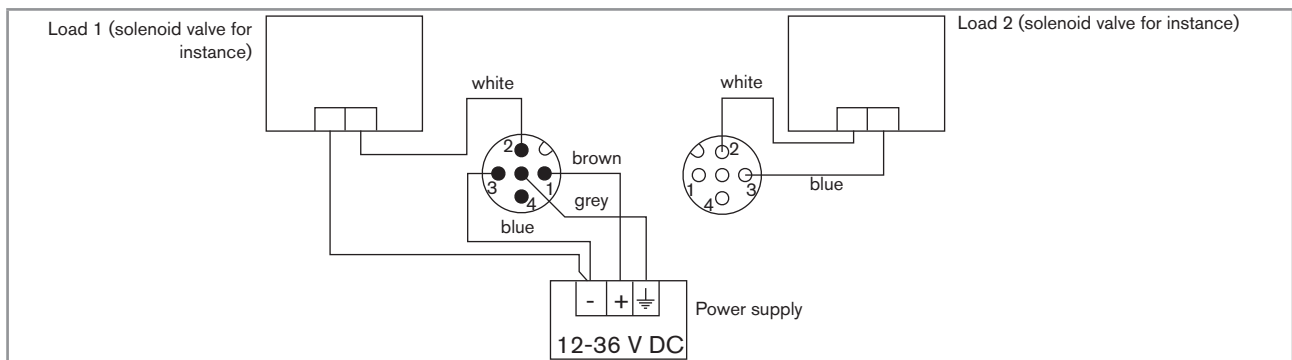 Load 1 (solenoid valve for
instance)
Load 2 (solenoid valve for instance)
white
white
2
brown
3
1
4
grey
blue
2
1
3
4
blue
- +
Power supply
12-36 V DC